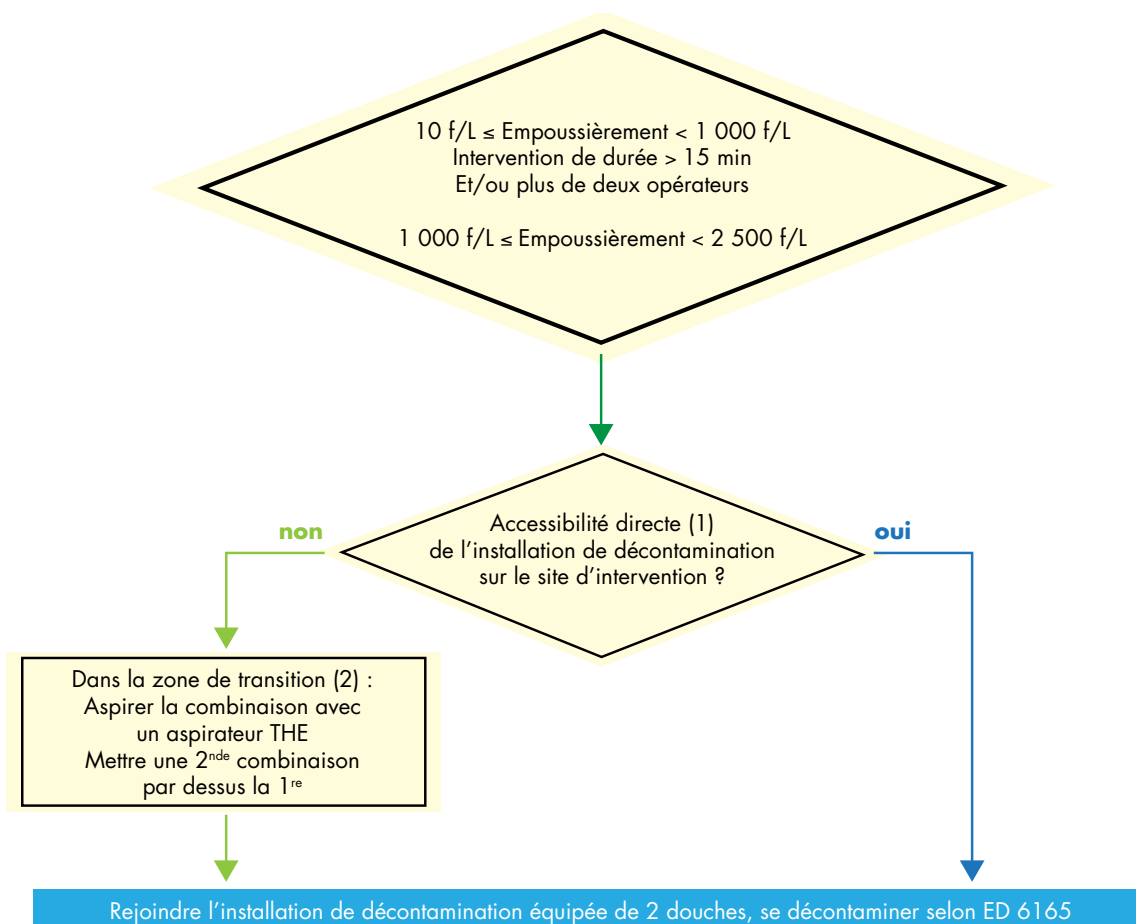 10 f/L ≤ Empoussièrement < 1 000 f/L
Intervention de durée > 15 min
Et/ou plus de deux opérateurs
1 000 f/L ≤ Empoussièrement < 2 500 f/L
non
Accessibilité directe (1)
de l’installation de décontamination
sur le site d’intervention ?
oui
Dans la zone de transition (2) :
Aspirer la combinaison avec
un aspirateur THE
Mettre une 2nde combinaison
par dessus la 1re
Rejoindre l’installation de décontamination équipée de 2 douches, se décontaminer selon ED 6165